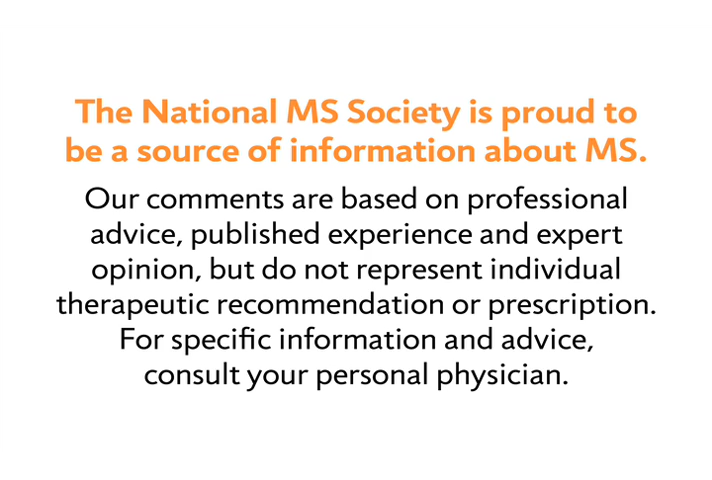 The National MS Society is proud to
be a source of information about MS.
Our comments are based on professional
advice, published experience and expert
opinion, but do not represent individual
therapeutic recommendation or prescription.
For specific information and advice,
consult your personal physician.